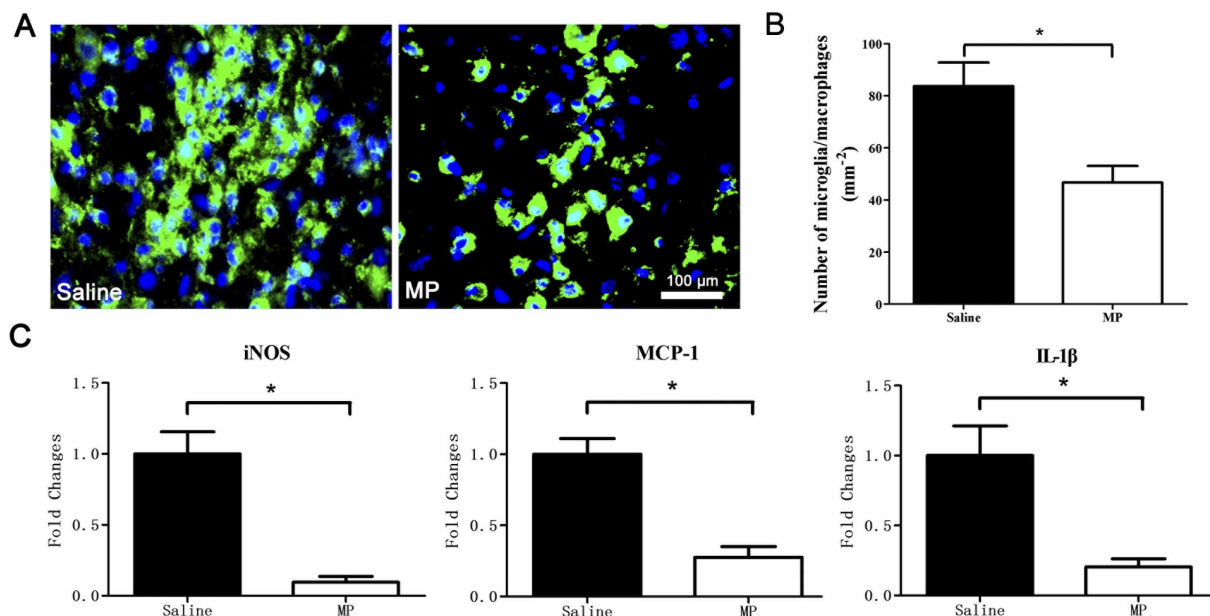 A
Saline
MP
100 µm
B
Number of microglia/macrophages
(mm⁻²)
100
80
60
40
20
0
*
Saline
MP
C
iNOS
Fold Changes
1.5
1.0
0.5
0.0
*
Saline
MP
MCP-1
Fold Changes
1.5
1.0
0.5
0.0
*
Saline
MP
IL-1β
Fold Changes
1.5
1.0
0.5
0.0
*
Saline
MP